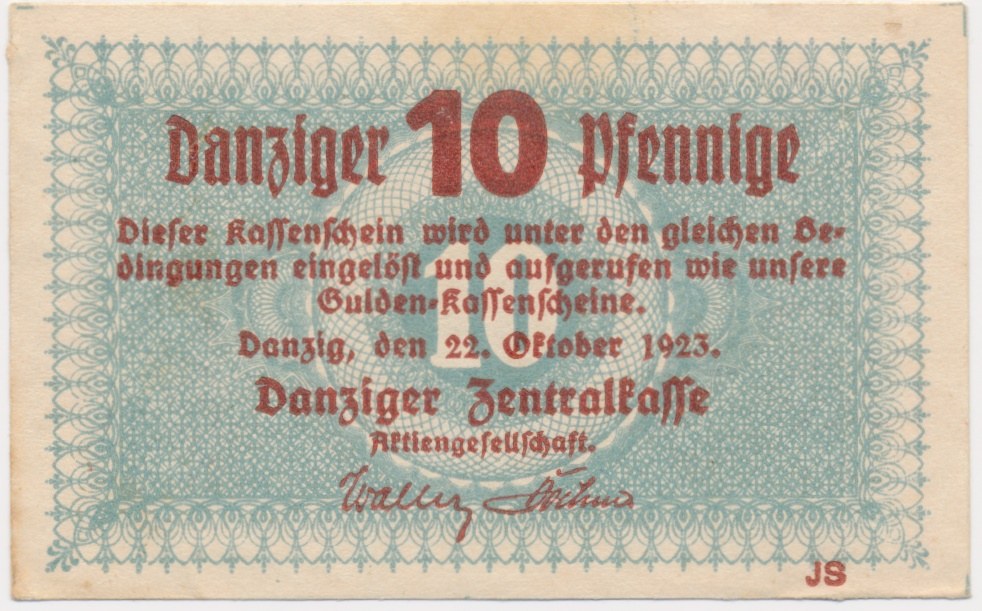 Danziger 10 Pfennige
Dieser Kassenschein wird unter den gleichen Be-
dingungen eingelöst und aufgerufen wie unsere
Gulden-Kassenscheine.
10
Danzig, den 22. Oktober 1923.
Danziger Zentralkasse
Aktiengesellschaft.
JS